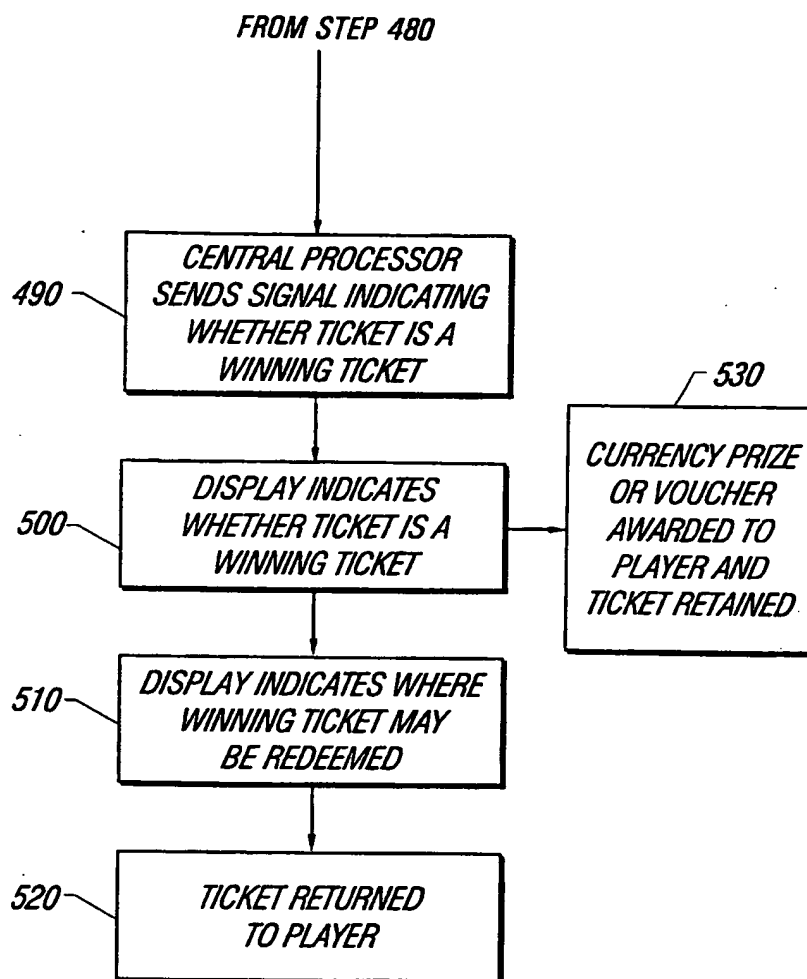 FROM STEP 480
490
CENTRAL PROCESSOR
SENDS SIGNAL INDICATING
WHETHER TICKET IS A
WINNING TICKET
500
DISPLAY INDICATES
WHETHER TICKET IS A
WINNING TICKET
530
CURRENCY PRIZE
OR VOUCHER
AWARDED TO
PLAYER AND
TICKET RETAINED
510
DISPLAY INDICATES WHERE
WINNING TICKET MAY
BE REDEEMED
520
TICKET RETURNED
TO PLAYER